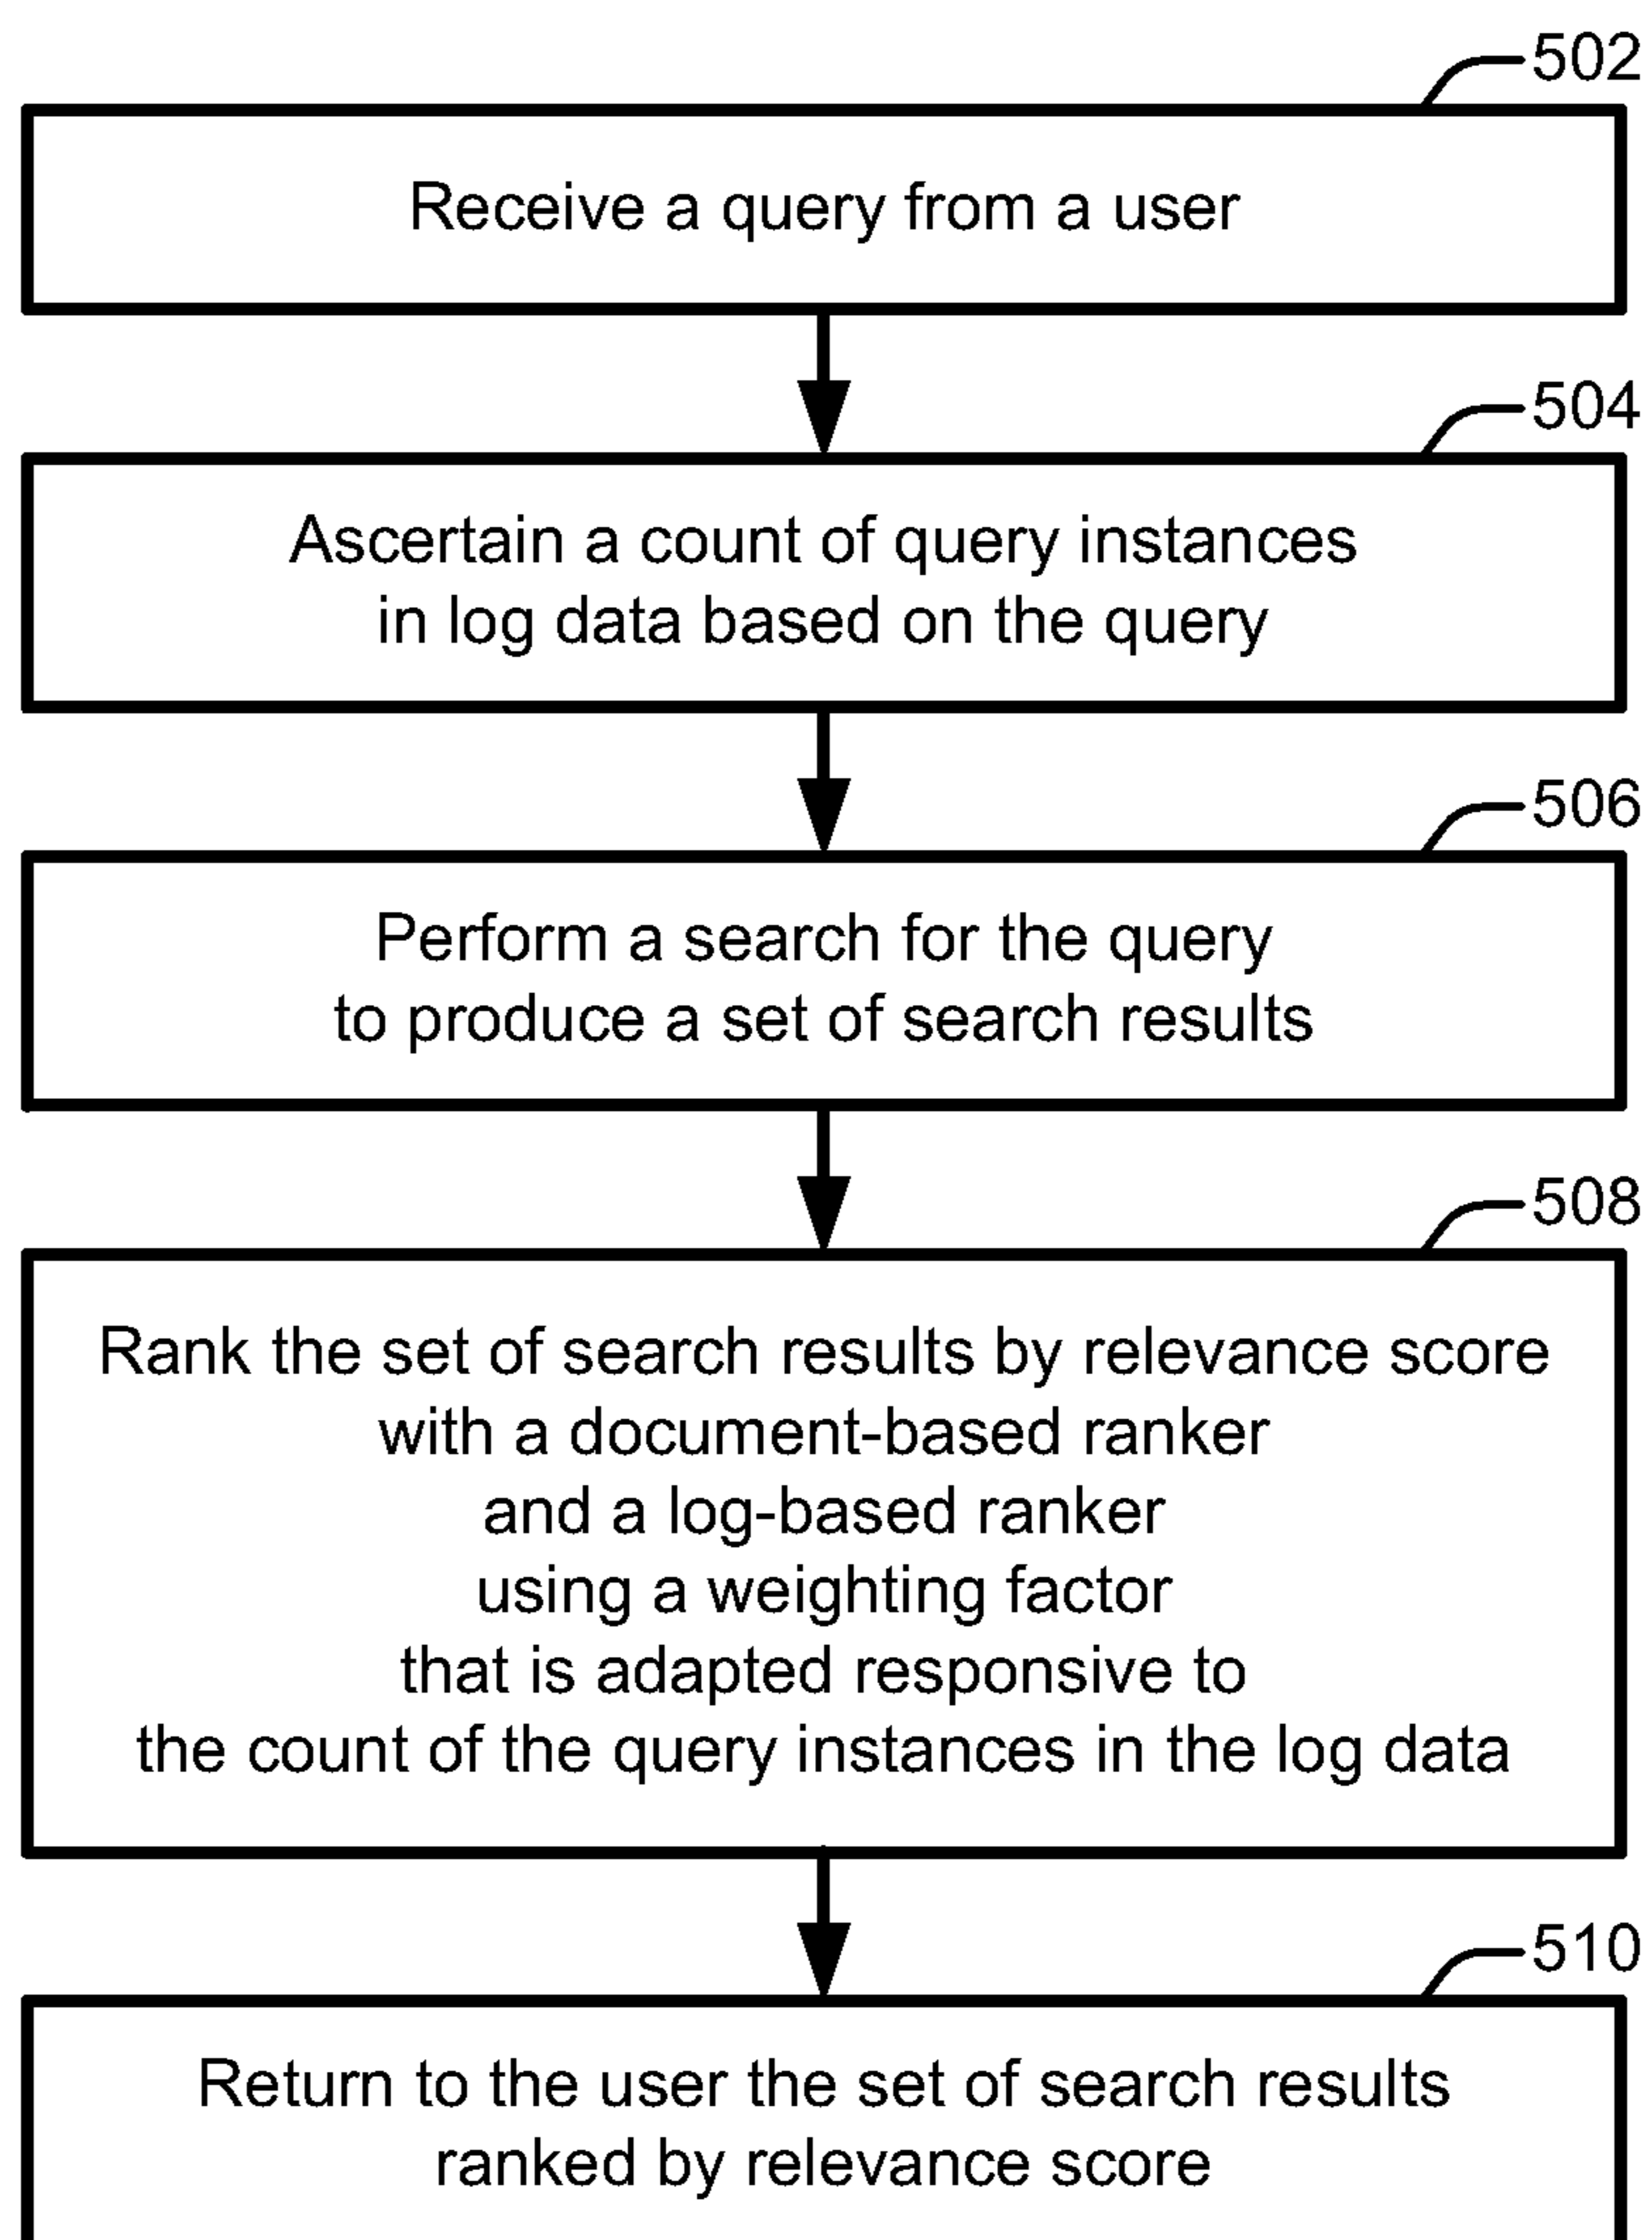 502
Receive a query from a user
504
Ascertain a count of query instances
in log data based on the query
506
Perform a search for the query
to produce a set of search results
508
Rank the set of search results by relevance score
with a document-based ranker
and a log-based ranker
using a weighting factor
that is adapted responsive to
the count of the query instances in the log data
510
Return to the user the set of search results
ranked by relevance score